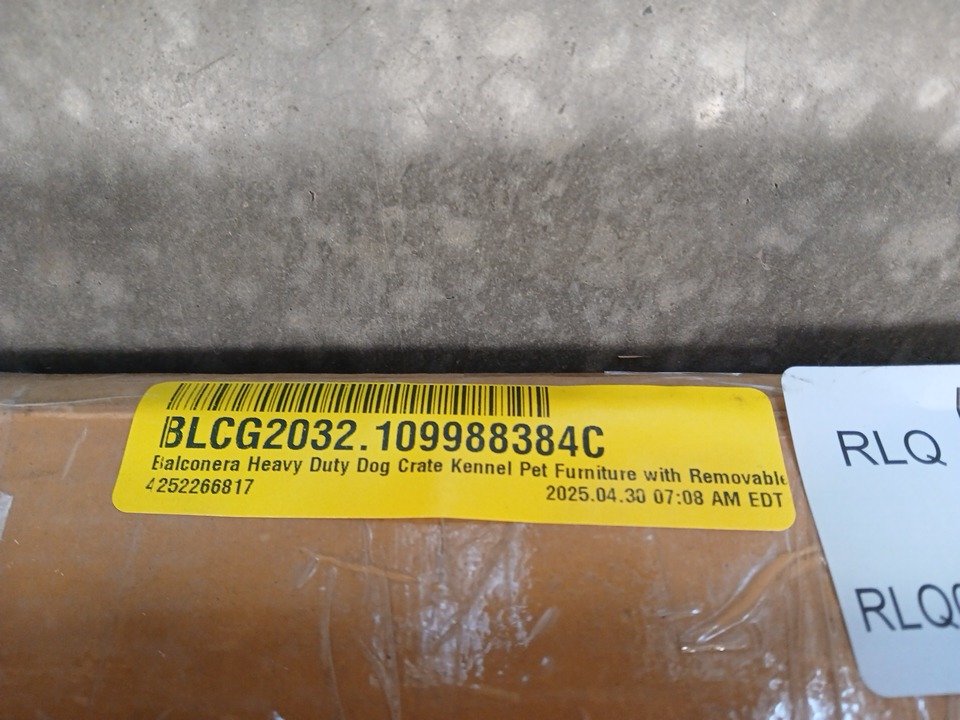 BLCG2032.109988384C
Balconera Heavy Duty Dog Crate Kennel Pet Furniture with Removable
4252266817
2025.04.30 07:08 AM EDT
RLQ
RLQ